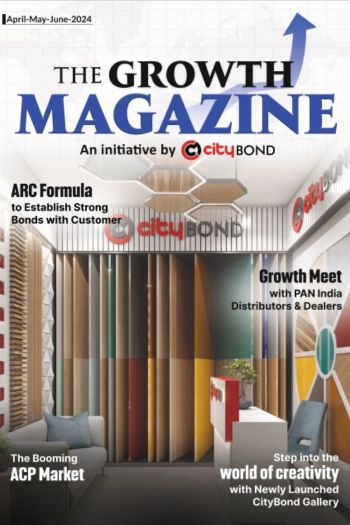 April-May-June-2024
THE GROWTH
MAGAZINE
An initiative by cityBOND
ARC Formula
to Establish Strong
Bonds with Customer
cityBOND
Growth Meet
with PAN India
Distributors & Dealers
The Booming
ACP Market
Step into the
world of creativity
with Newly Launched
CityBond Gallery